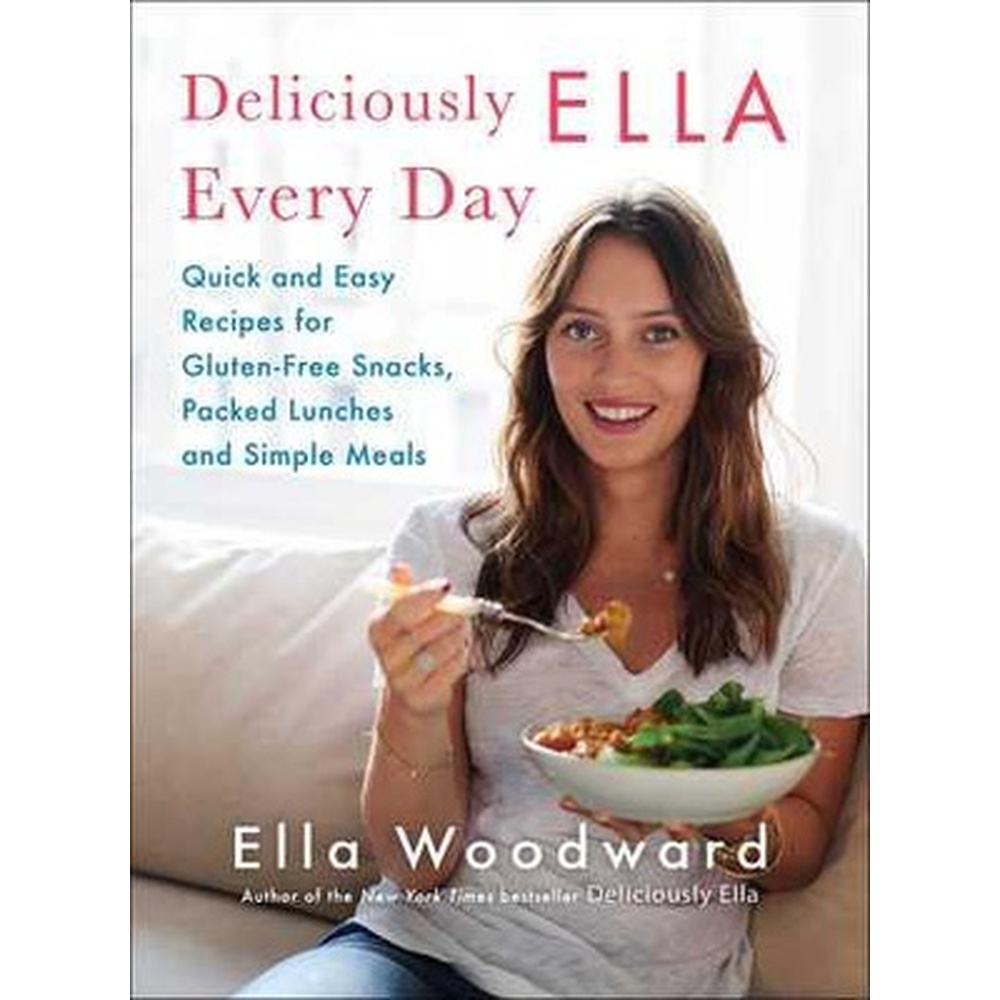 Deliciously ELLA
Every Day
Quick and Easy
Recipes for
Gluten-Free Snacks,
Packed Lunches
and Simple Meals
Ella Woodward
Author of the New York Times bestseller Deliciously Ella